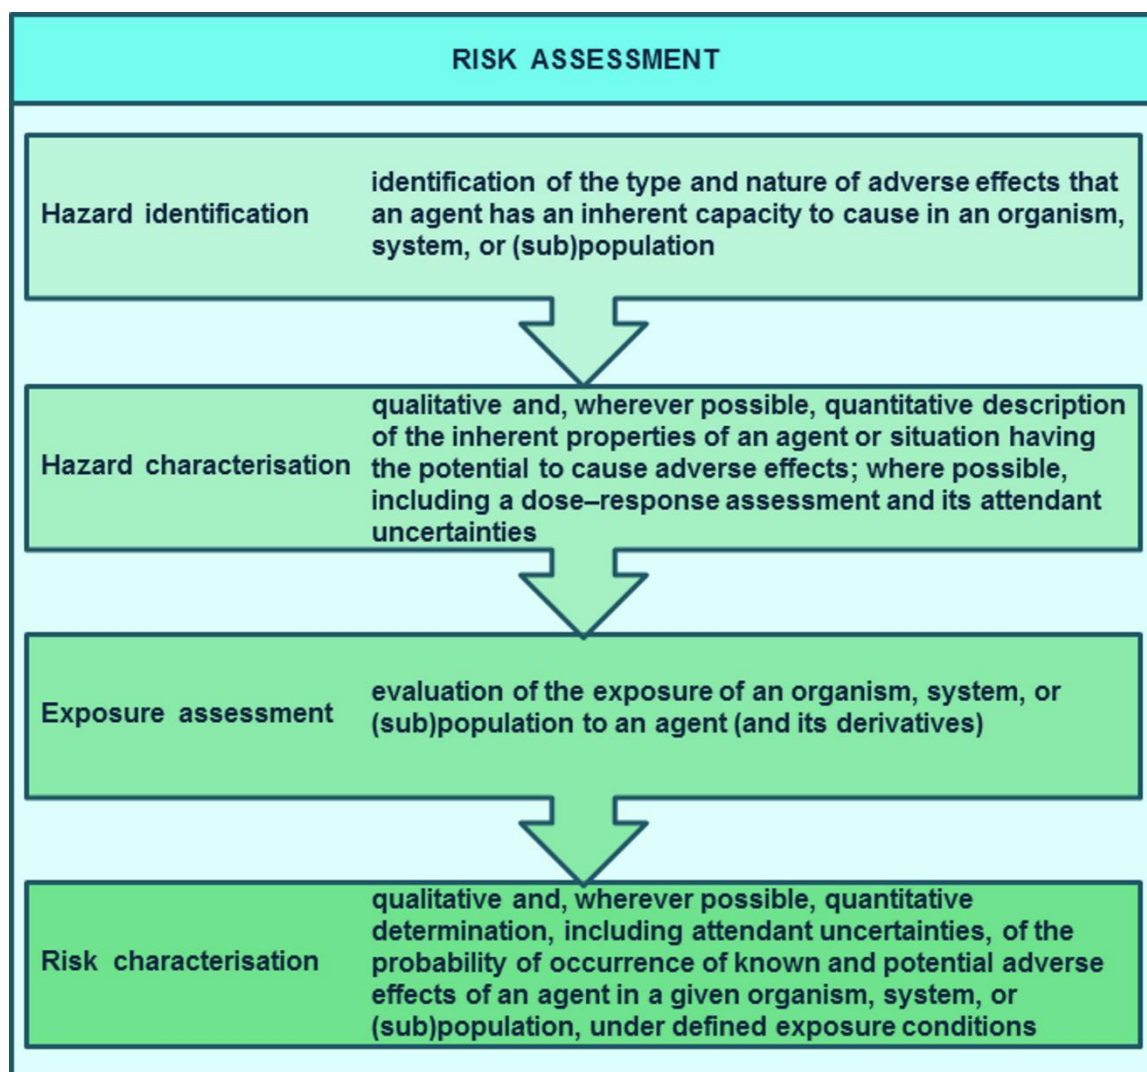 RISK ASSESSMENT
Hazard identification
identification of the type and nature of adverse effects that
an agent has an inherent capacity to cause in an organism,
system, or (sub)population
Hazard characterisation
qualitative and, wherever possible, quantitative description
of the inherent properties of an agent or situation having
the potential to cause adverse effects; where possible,
including a dose–response assessment and its attendant
uncertainties
Exposure assessment
evaluation of the exposure of an organism, system, or
(sub)population to an agent (and its derivatives)
Risk characterisation
qualitative and, wherever possible, quantitative
determination, including attendant uncertainties, of the
probability of occurrence of known and potential adverse
effects of an agent in a given organism, system, or
(sub)population, under defined exposure conditions